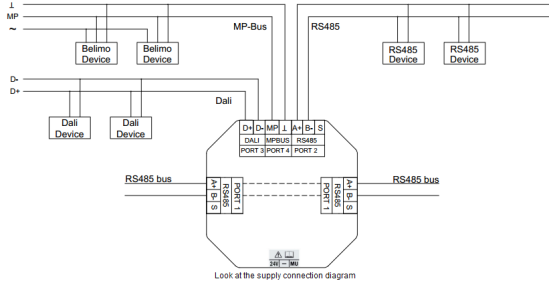 ⊥
MP
~
MP-Bus
RS485
Belimo
Device
Belimo
Device
RS485
Device
RS485
Device
D-
D+
Dali
Dali
Device
Dali
Device
D+ D- MP ⊥ A+ B- S
DALI MPBUS RS485
PORT 3 PORT 4 PORT 2
RS485 bus
A+
B-
S
RS485
PORT 1
PORT 1
RS485
A+
B-
S
RS485 bus
24V ~ MU
Look at the supply connection diagram